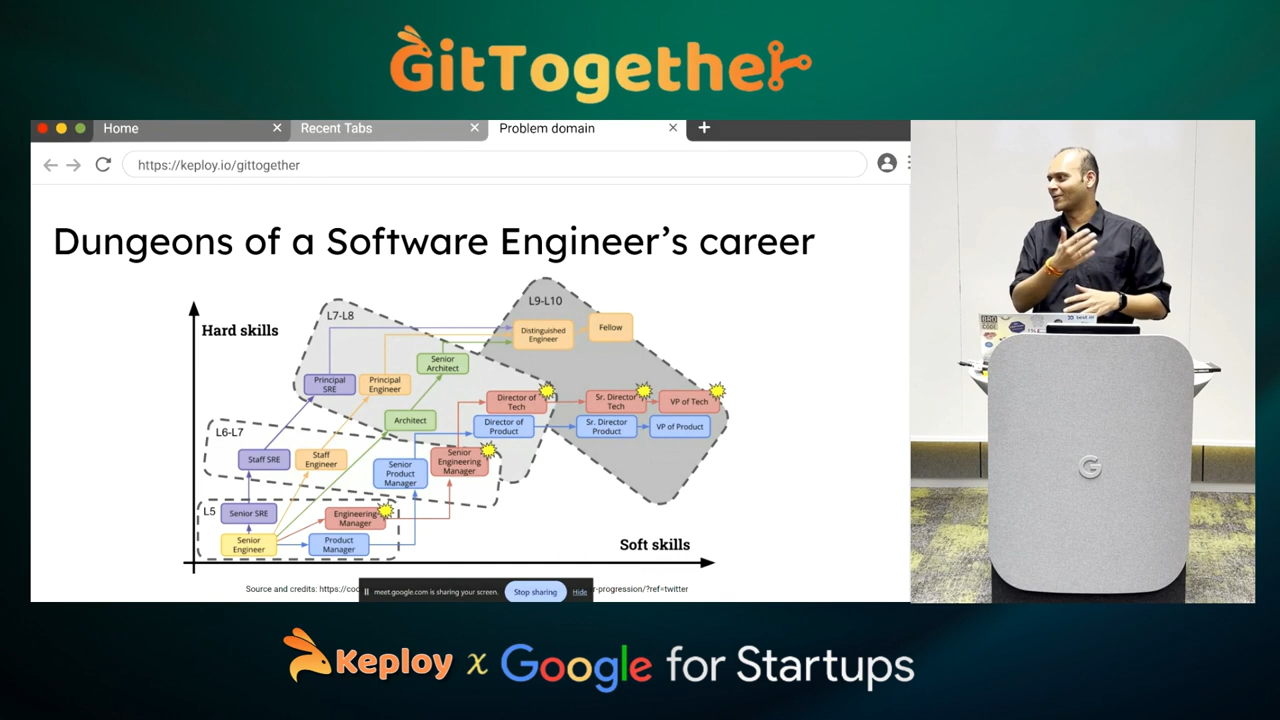 GitTogether
Home
Recent Tabs
Problem domain
https://keploy.io/gittogether
Dungeons of a Software Engineer's career
Hard skills
L7-L8
L9-L10
Distinguished
Engineer
Fellow
Senior
Architect
Principal
SRE
Principal
Engineer
Director of
Tech
Sr. Director
Tech
VP of Tech
Architect
Director of
Product
Sr. Director
Product
VP of Product
L6-L7
Staff SRE
Staff
Engineer
Senior
Product
Manager
Senior
Engineering
Manager
L5
Senior SRE
Engineering
Manager
Senior
Engineer
Product
Manager
Soft skills
Source and credits: https://coc
r-progression/?ref=twitter
meet.google.com is sharing your screen.
Stop sharing
Hide
BRO
CODE
G
Keploy x Google for Startups